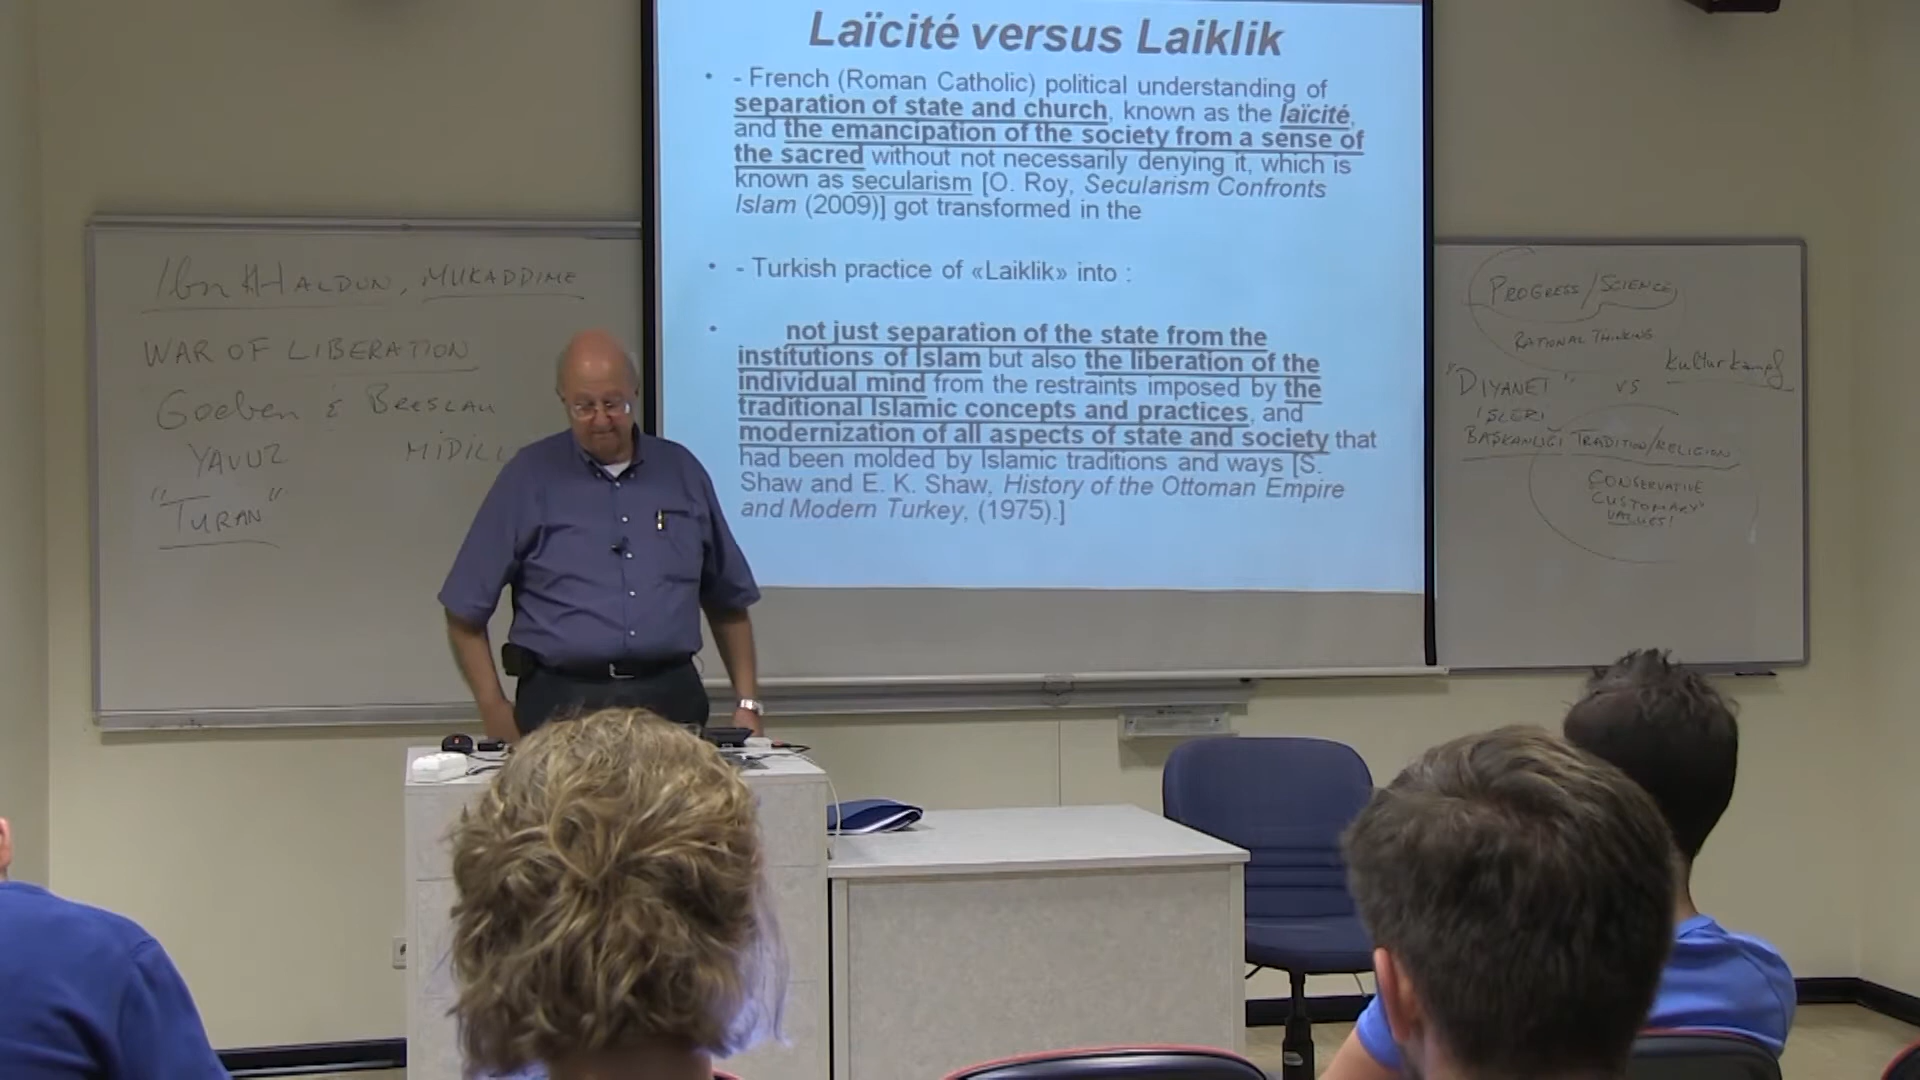 Laïcité versus Laiklik
• - French (Roman Catholic) political understanding of
separation of state and church, known as the laïcité,
and the emancipation of the society from a sense of
the sacred without not necessarily denying it, which is
known as secularism [O. Roy, Secularism Confronts
Islam (2009)] got transformed in the
• - Turkish practice of «Laiklik» into :
• not just separation of the state from the
institutions of Islam but also the liberation of the
individual mind from the restraints imposed by the
traditional Islamic concepts and practices, and
modernization of all aspects of state and society that
had been molded by Islamic traditions and ways [S.
Shaw and E. K. Shaw, History of the Ottoman Empire
and Modern Turkey, (1975).]
Ibn HALDUN, MUKADDIME
WAR OF LIBERATION
Goeben & BRESLAU
YAVUZ MİDİLL
"TURAN"
PROGRESS/SCIENCE
RATIONAL THINKING
Kulturkampf
"DIYANET" VS
İŞLERİ
BAŞKANLIĞI TRADITION/RELIGION
CONSERVATIVE
CUSTOMARY
VALUES!